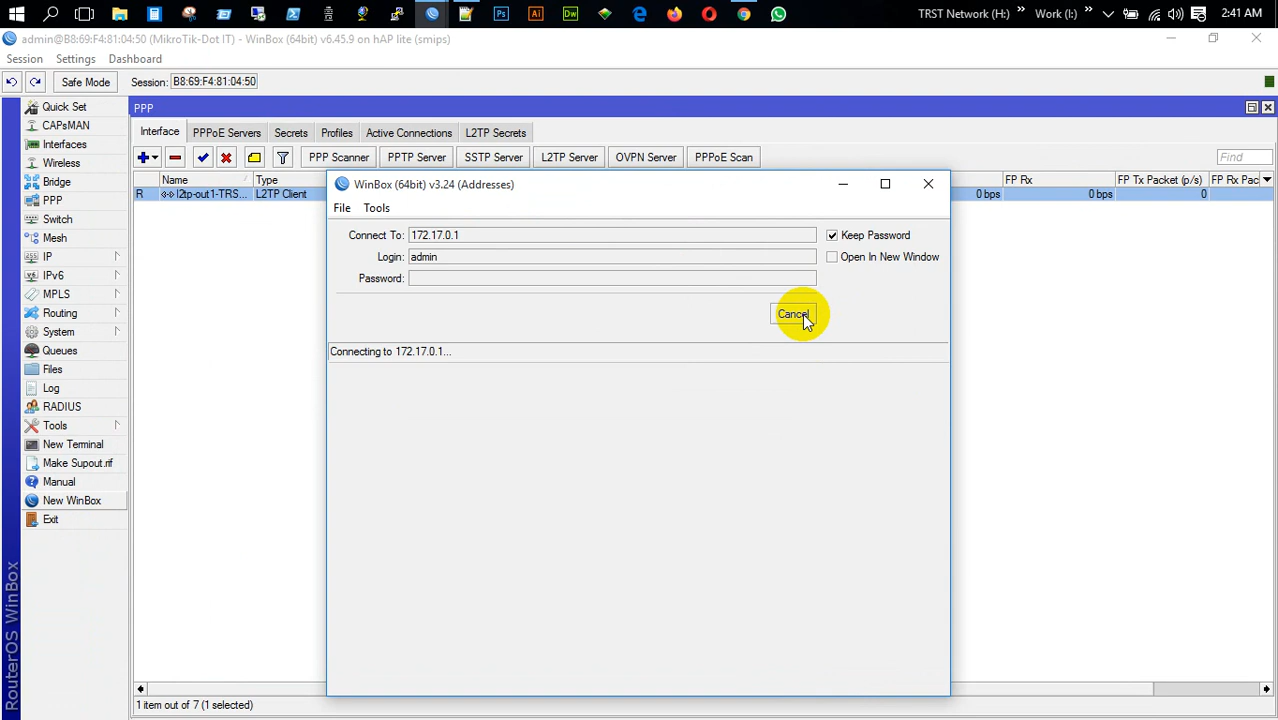 TRST Network (H:)
Work (I:)
2:41 AM
admin@B8:69:F4:81:04:50 (MikroTik-Dot IT) - WinBox (64bit) v6.45.9 on hAP lite (smips)
Session Settings Dashboard
Safe Mode Session: B8:69:F4:81:04:50
Quick Set
CAPsMAN
Interfaces
Wireless
Bridge
PPP
Switch
Mesh
IP
IPv6
MPLS
Routing
System
Queues
Files
Log
RADIUS
Tools
New Terminal
Make Supout.rif
Manual
New WinBox
Exit
RouterOS WinBox
PPP
Interface PPPoE Servers Secrets Profiles Active Connections L2TP Secrets
PPP Scanner PPTP Server SSTP Server L2TP Server OVPN Server PPPoE Scan Find
Name Type FP Rx FP Tx Packet (p/s) FP Rx Pac
R l2tp-out1-TRS... L2TP Client 0 bps 0 bps 0
WinBox (64bit) v3.24 (Addresses)
File Tools
Connect To: 172.17.0.1 Keep Password
Login: admin Open In New Window
Password:
Cancel
Connecting to 172.17.0.1...
1 item out of 7 (1 selected)